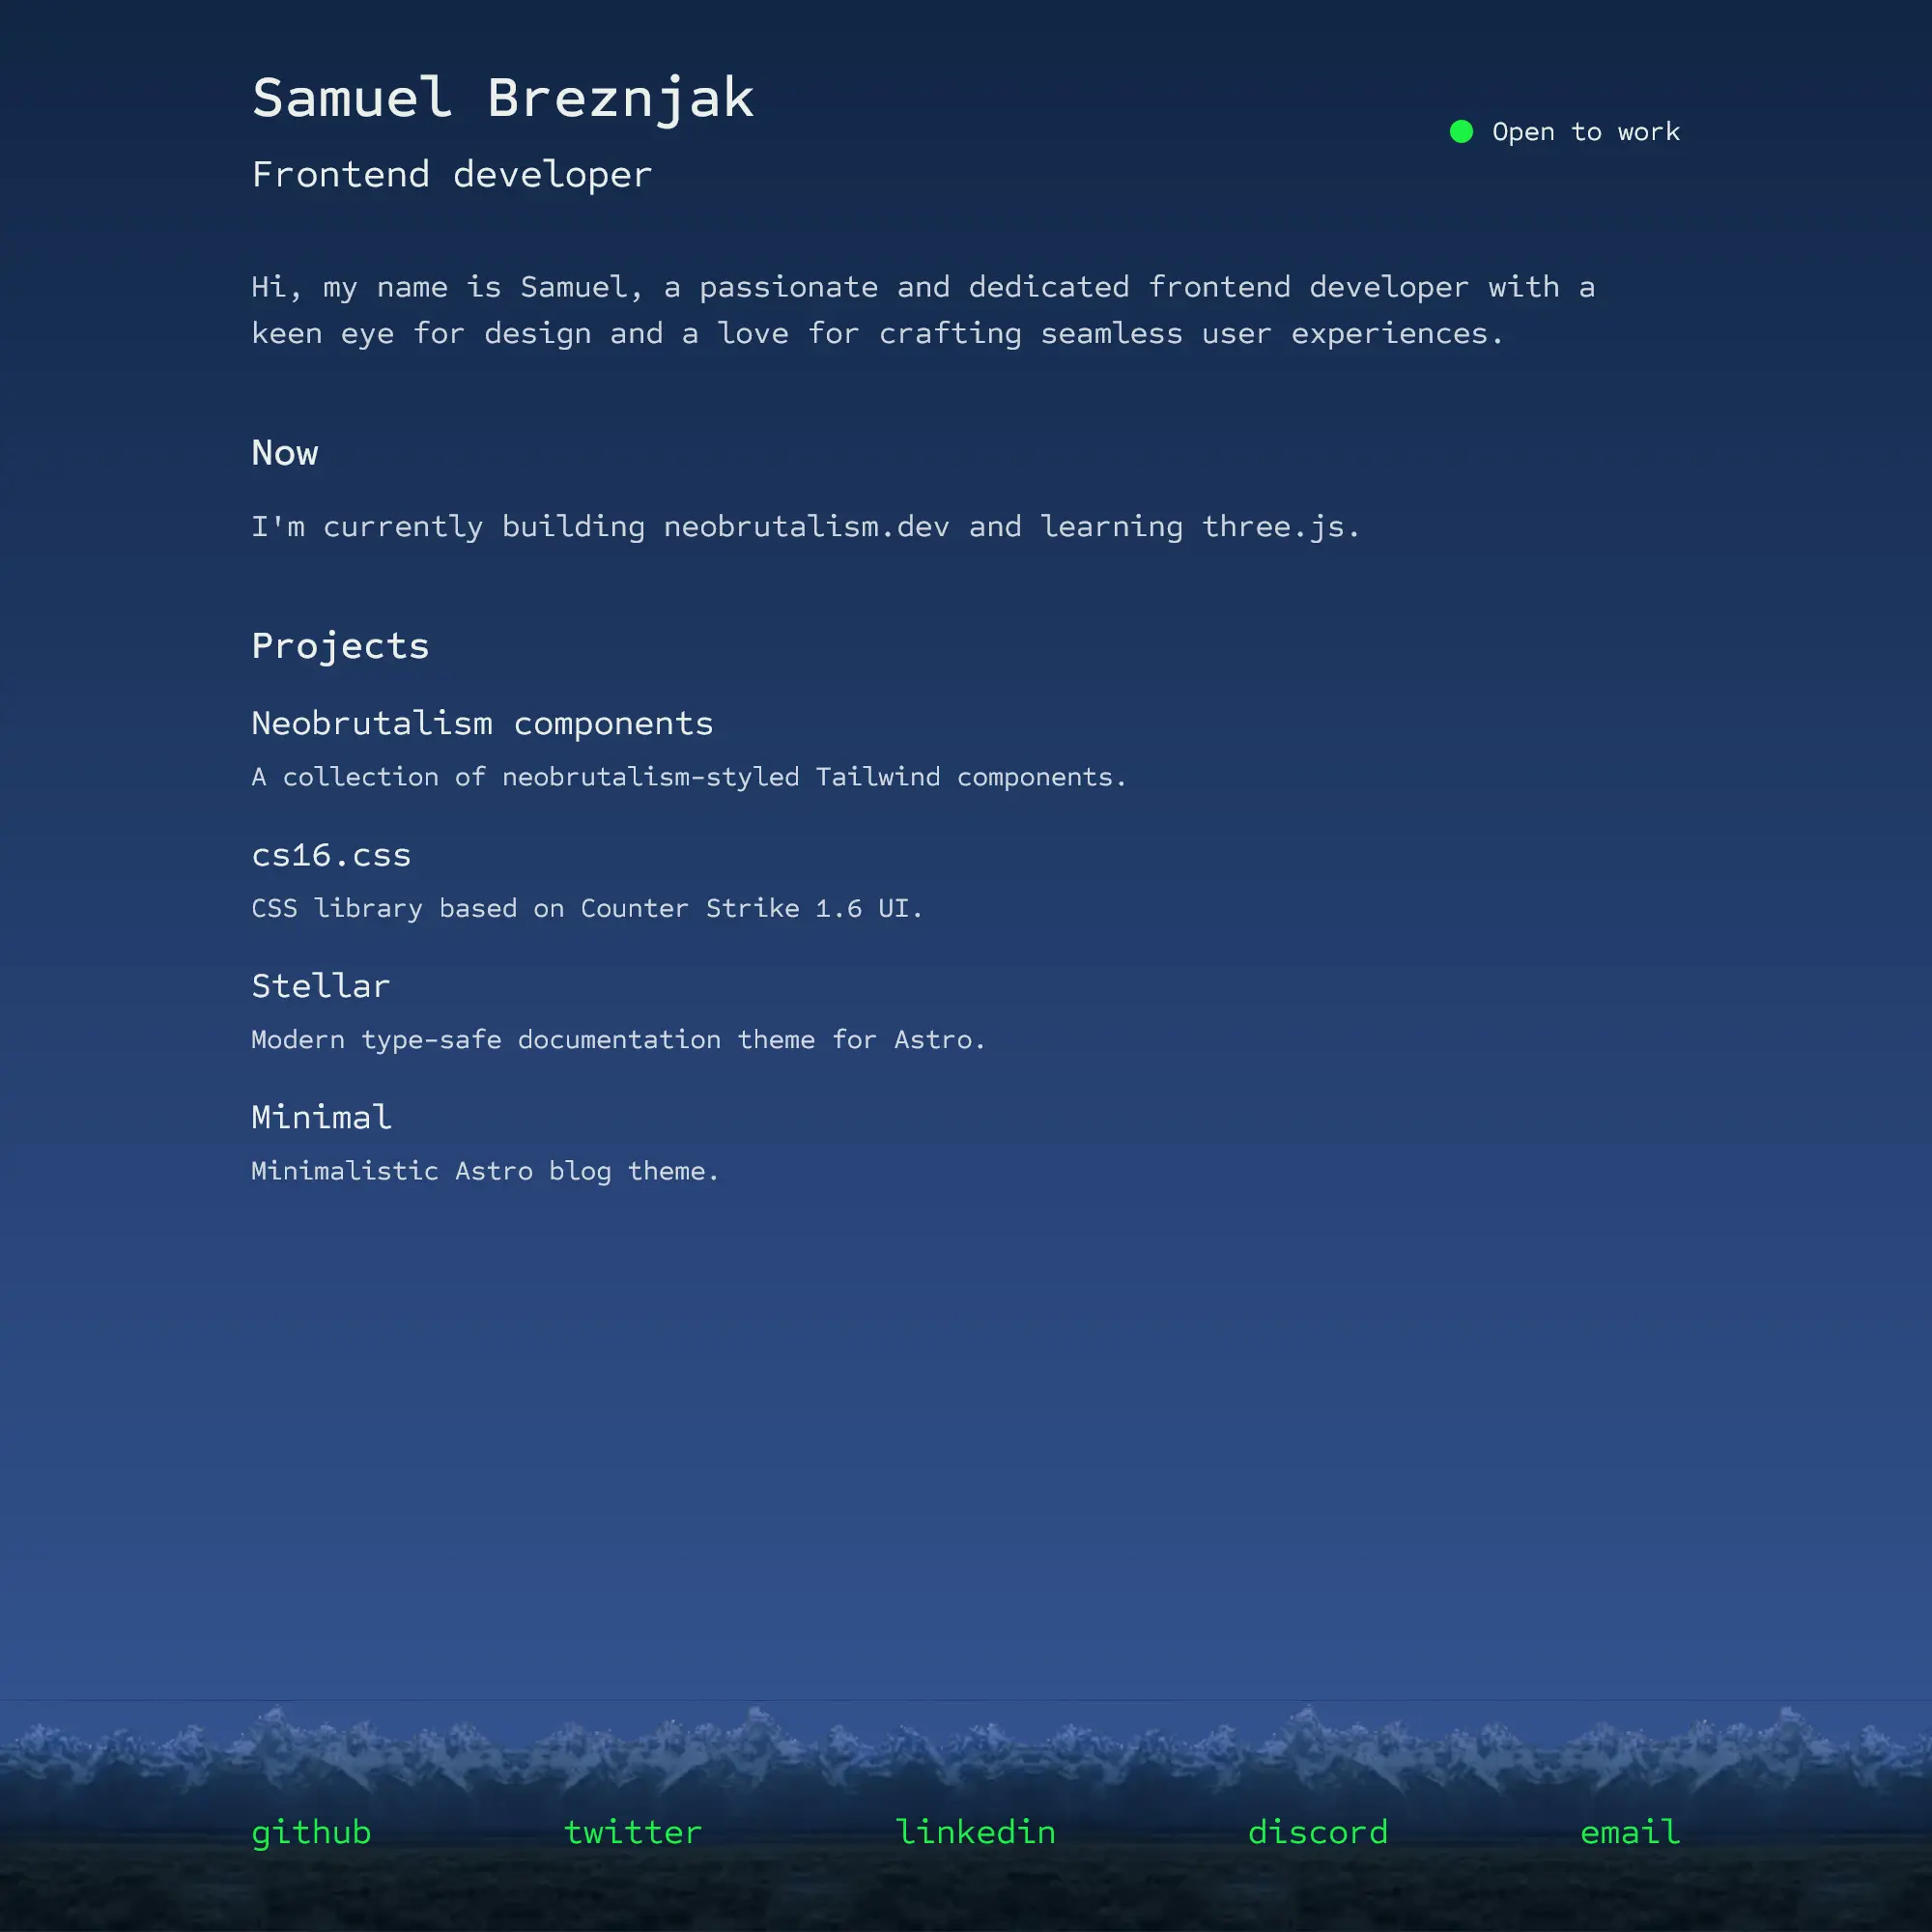 Samuel Breznjak
Open to work
Frontend developer
Hi, my name is Samuel, a passionate and dedicated frontend developer with a
keen eye for design and a love for crafting seamless user experiences.
Now
I'm currently building neobrutalism.dev and learning three.js.
Projects
Neobrutalism components
A collection of neobrutalism-styled Tailwind components.
cs16.css
CSS library based on Counter Strike 1.6 UI.
Stellar
Modern type-safe documentation theme for Astro.
Minimal
Minimalistic Astro blog theme.
github twitter linkedin discord email